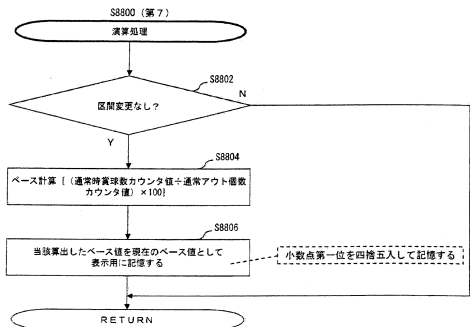 S8800（第７）
演算処理
S8802
区間変更なし？
N
Y
S8804
ベース計算［（通常時賞球数カウンタ値÷通常アウト個数
カウンタ値）×100］
S8806
当該算出したベース値を現在のベース値として
表示用に記憶する
小数点第一位を四捨五入して記憶する
ＲＥＴＵＲＮ